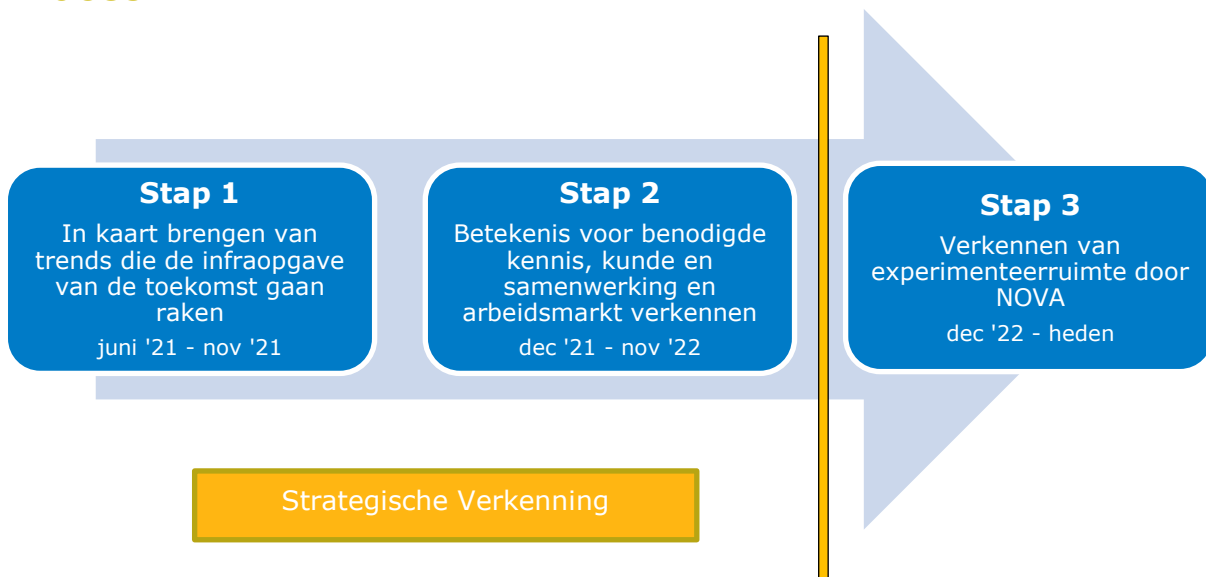 Stap 1
In kaart brengen van
trends die de infraopgave
van de toekomst gaan
raken
juni '21 - nov '21
Stap 2
Betekenis voor benodigde
kennis, kunde en
samenwerking en
arbeidsmarkt verkennen
dec '21 - nov '22
Stap 3
Verkennen van
experimenteerruimte door
NOVA
dec '22 - heden
Strategische Verkenning